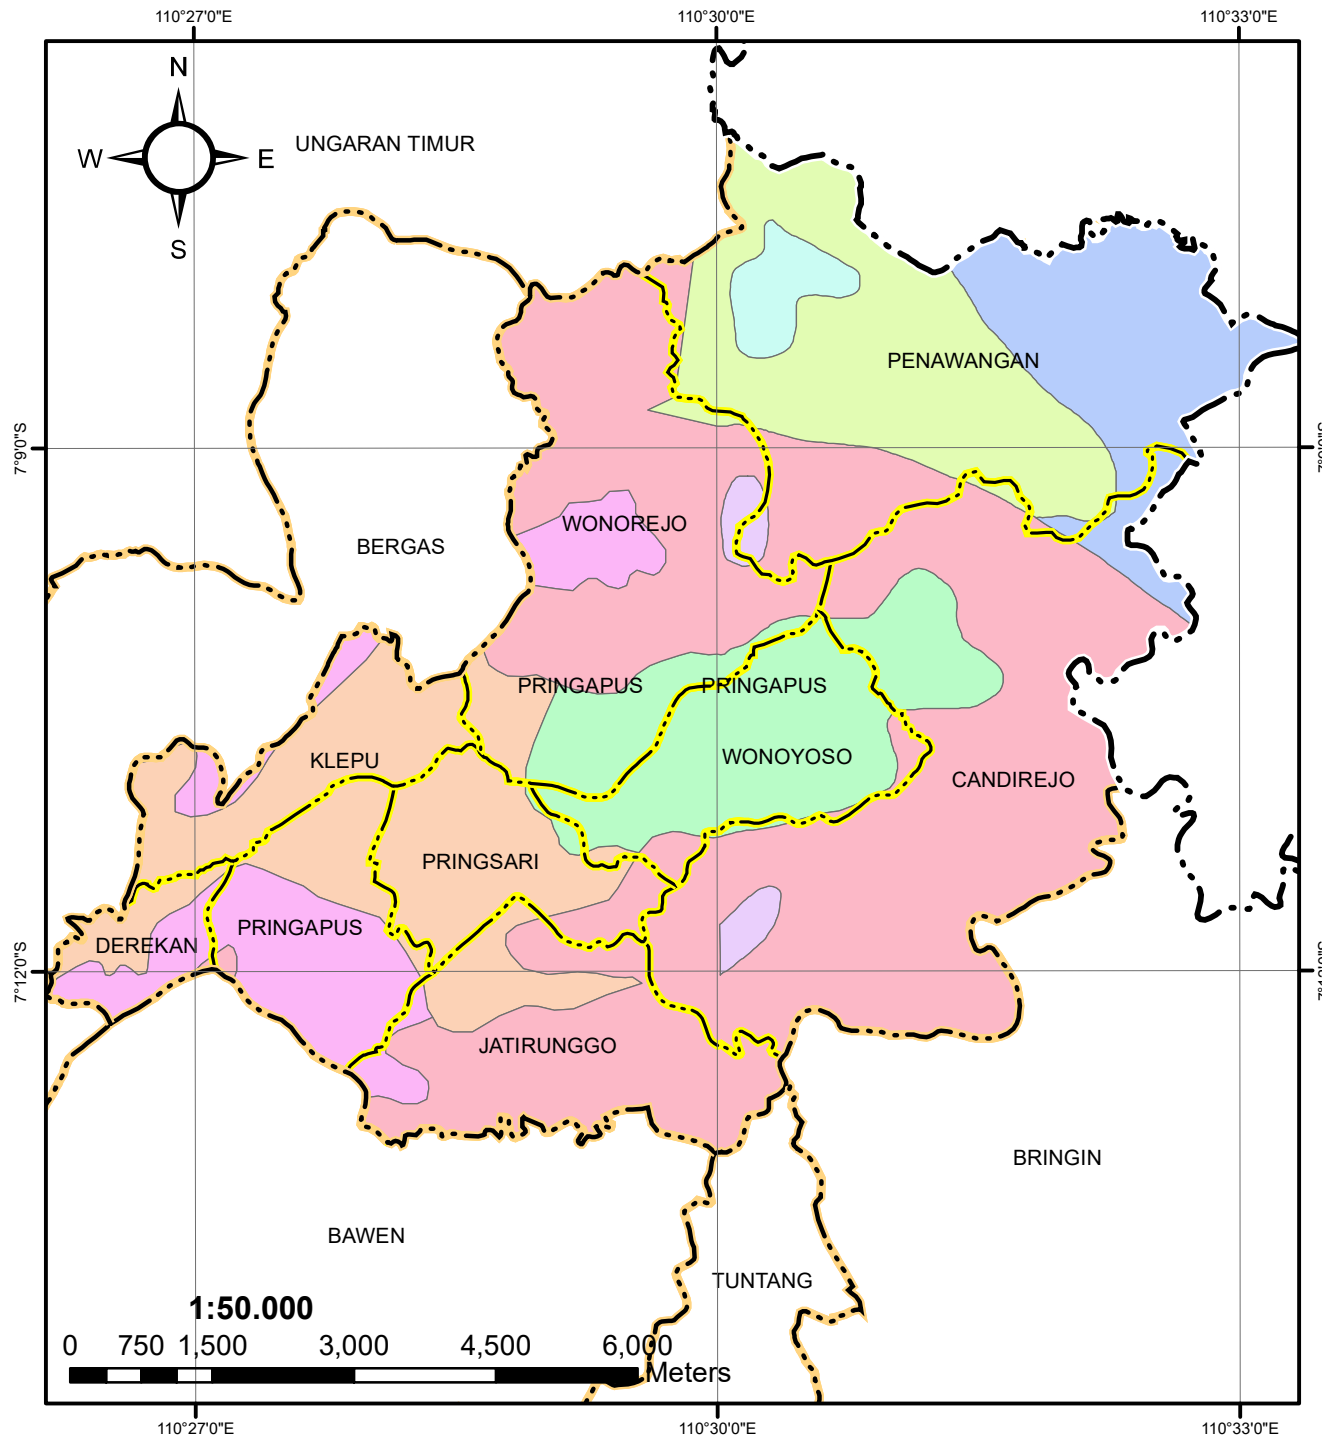 110°27'0"E
110°30'0"E
110°33'0"E
N
W
E
S
UNGARAN TIMUR
PENAWANGAN
7°9'0"S
WONOREJO
BERGAS
PRINGAPUS
PRINGAPUS
WONOYOSO
KLEPU
CANDIREJO
PRINGSARI
PRINGAPUS
DEREKAN
7°12'0"S
JATIRUNGGO
BRINGIN
BAWEN
TUNTANG
1:50.000
0 750 1,500 3,000 4,500 6,000
Meters
110°27'0"E
110°30'0"E
110°33'0"E